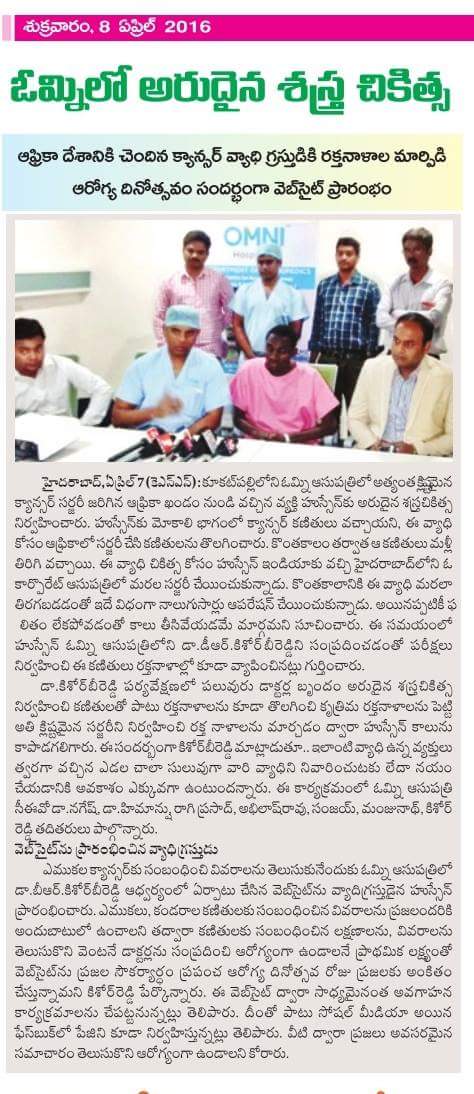 శుక్రవారం, 8 ఏప్రిల్ 2016
ఓమ్నిలో అరుదైన శస్త్ర చికిత్స
ఆఫ్రికా దేశానికి చెందిన క్యాన్సర్ వ్యాధి గ్రస్తుడికి రక్తనాళాల మార్పిడి
ఆరోగ్య దినోత్సవం సందర్భంగా వెబ్‌సైట్ ప్రారంభం
OMNI
Hospitals
హైదరాబాద్,ఏప్రిల్7(కెఎన్ఎన్):కూకట్‌పల్లిలోని ఓమ్ని ఆసుపత్రిలో అత్యంత క్లిష్టమైన
క్యాన్సర్ సర్జరీ జరిగిన ఆఫ్రికా ఖండం నుండి వచ్చిన వ్యక్తి హుస్సేన్‌కు అరుదైన శస్త్రచికిత్స
నిర్వహించారు. హుస్సేన్‌కు మోకాలి భాగంలో క్యాన్సర్ కణితులు వచ్చాయని, ఈ వ్యాధి
కోసం ఆఫ్రికాలో సర్జరీ చేసి కణితులను తొలగించారు. కొంతకాలం తర్వాత ఆ కణితులు మళ్లీ
తిరిగి వచ్చాయి. ఈ వ్యాధి చికిత్స కోసం హుస్సేన్ ఇండియాకు వచ్చి హైదరాబాద్‌లోని ఓ
కార్పొరేట్ ఆసుపత్రిలో మరల సర్జరీ చేయించుకున్నాడు. కొంతకాలానికి ఈ వ్యాధి మరలా
తిరగబడడంతో ఇదే విధంగా నాలుగుసార్లు ఆపరేషన్ చేయించుకున్నాడు. అయినప్పటికీ ఫ
లితం లేకపోవడంతో కాలు తీసివేయడమే మార్గమని సూచించారు. ఈ సమయంలో
హుస్సేన్ ఓమ్ని ఆసుపత్రిలోని డా.డీఆర్.కిశోర్‌బీరెడ్డిని సంప్రదించడంతో పరీక్షలు
నిర్వహించి ఈ కణితులు రక్తనాళాల్లో కూడా వ్యాపించినట్లు గుర్తించారు.
డా.కిశోర్‌బీరెడ్డి పర్యవేక్షణలో పలువురు డాక్టర్ల బృందం అరుదైన శస్త్రచికిత్స
నిర్వహించి కణితులతో పాటు రక్తనాళాలను కూడా తొలగించి కృత్రిమ రక్తనాళాలను పెట్టి
అతి క్లిష్టమైన సర్జరీని నిర్వహించి రక్త నాళాలను మార్చడం ద్వారా హుస్సేన్ కాలును
కాపాడగలిగారు. ఈ సందర్భంగా కిశోర్‌బీరెడ్డి మాట్లాడుతూ.. ఇలాంటి వ్యాధి ఉన్న వ్యక్తులు
త్వరగా వచ్చిన ఎడల చాలా సులువుగా వారి వ్యాధిని నివారించుటకు లేదా నయం
చేయడానికి అవకాశం ఎక్కువగా ఉంటుందన్నారు. ఈ కార్యక్రమంలో ఓమ్ని ఆసుపత్రి
సీఈవో డా.నగేష్, డా.హిమాన్షు, రాగి ప్రసాద్, అభిలాష్‌రావు, సంజయ్, మంజునాథ్, కిశోర్
రెడ్డి తదితరులు పాల్గొన్నారు.
వెబ్‌సైట్‌ను ప్రారంభించిన వ్యాధిగ్రస్తుడు
ఎముకల క్యాన్సర్‌కు సంబంధించి వివరాలను తెలుసుకునేందుకు ఓమ్ని ఆసుపత్రిలో
డా.బీఆర్.కిశోర్‌బీరెడ్డి ఆధ్వర్యంలో ఏర్పాటు చేసిన వెబ్‌సైట్‌ను వ్యాదిగ్రస్తుడైన హుస్సేన్
ప్రారంభించారు. ఎముకలు, కండరాల కణితులకు సంబంధించిన వివరాలను ప్రజలందరికి
అందుబాటులో ఉంచాలని తద్వారా కణితులకు సంబంధించిన లక్షణాలను, వివరాలను
తెలుసుకొని వెంటనే డాక్టర్లను సంప్రదించి ఆరోగ్యంగా ఉండాలనే ప్రాథమిక లక్ష్యంతో
వెబ్‌సైట్‌ను ప్రజల సౌకర్యార్ధం ప్రపంచ ఆరోగ్య దినోత్సవ రోజు ప్రజలకు అంకితం
చేస్తున్నామని కిశోర్‌రెడ్డి పేర్కొన్నారు. ఈ వెబ్‌సైట్ ద్వారా సాధ్యమైనంత అవగాహన
కార్యక్రమాలను చేపట్టనున్నట్లు తెలిపారు. దీంతో పాటు సోషల్ మీడియా అయిన
ఫేస్‌బుక్‌లో పేజిని కూడా నిర్వహిస్తున్నట్లు తెలిపారు. వీటి ద్వారా ప్రజలు అవసరమైన
సమాచారం తెలుసుకొని ఆరోగ్యంగా ఉండాలని కోరారు.